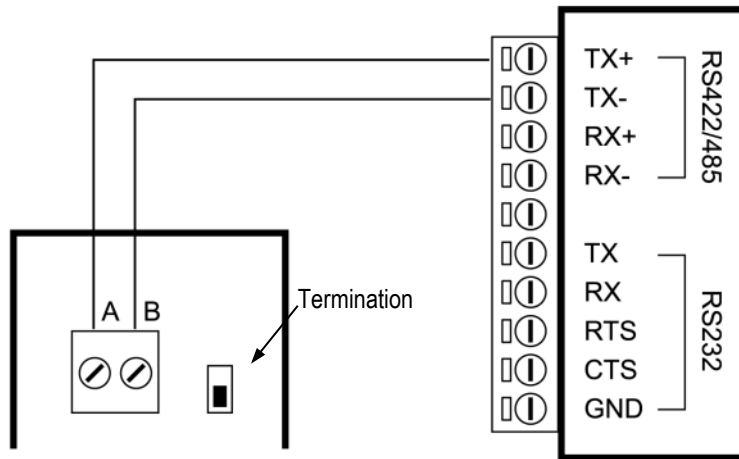 TX+
TX-
RX+
RX-
RS422/485
TX
RX
RTS
CTS
GND
RS232
A B
Termination